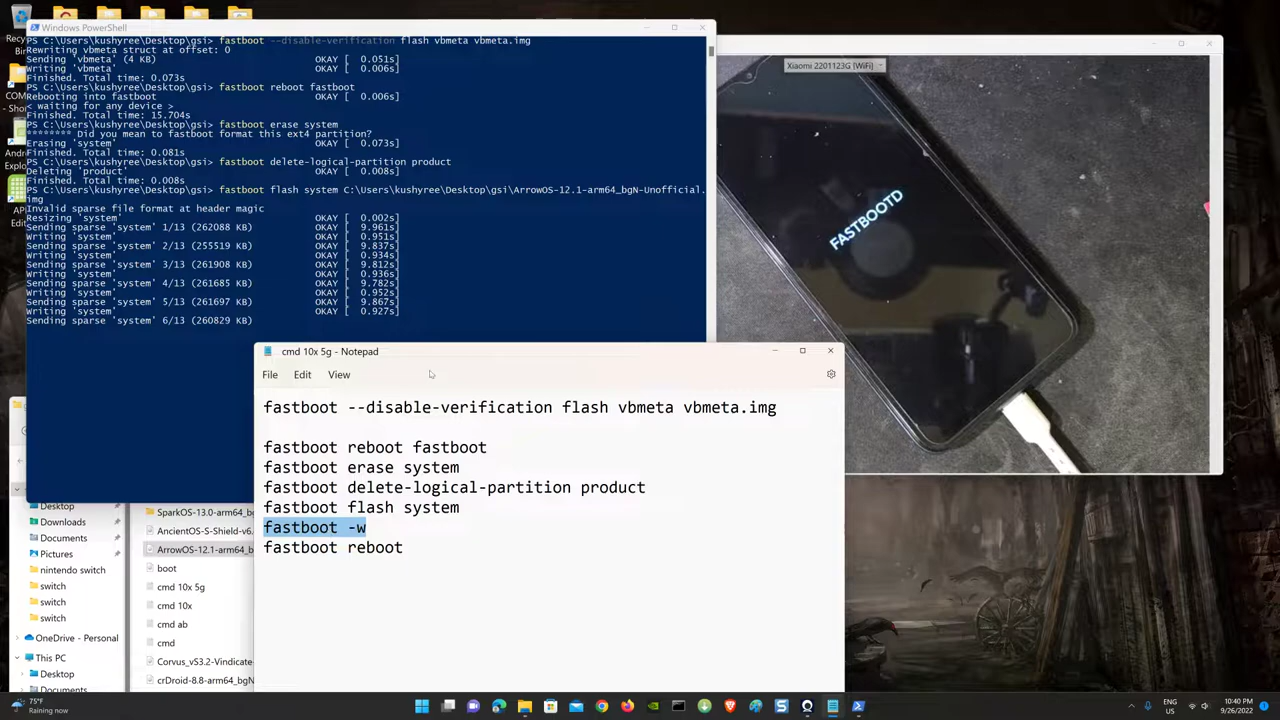 Windows PowerShell
PS C:\Users\kushyree\Desktop\gsi> fastboot --disable-verification flash vbmeta vbmeta.img
Rewriting vbmeta struct at offset: 0
Sending 'vbmeta' (4 KB) OKAY [ 0.051s]
Writing 'vbmeta' OKAY [ 0.006s]
Finished. Total time: 0.073s
PS C:\Users\kushyree\Desktop\gsi> fastboot reboot fastboot
Rebooting into fastboot OKAY [ 0.006s]
< waiting for any device >
Finished. Total time: 15.704s
PS C:\Users\kushyree\Desktop\gsi> fastboot erase system
******** Did you mean to fastboot format this ext4 partition?
Erasing 'system' OKAY [ 0.073s]
Finished. Total time: 0.081s
PS C:\Users\kushyree\Desktop\gsi> fastboot delete-logical-partition product
Deleting 'product' OKAY [ 0.008s]
Finished. Total time: 0.008s
PS C:\Users\kushyree\Desktop\gsi> fastboot flash system C:\Users\kushyree\Desktop\gsi\ArrowOS-12.1-arm64_bgN-Unofficial.
img
Invalid sparse file format at header magic
Resizing 'system' OKAY [ 0.002s]
Sending sparse 'system' 1/13 (262088 KB) OKAY [ 9.961s]
Writing 'system' OKAY [ 0.951s]
Sending sparse 'system' 2/13 (255519 KB) OKAY [ 9.837s]
Writing 'system' OKAY [ 0.934s]
Sending sparse 'system' 3/13 (261908 KB) OKAY [ 9.812s]
Writing 'system' OKAY [ 0.936s]
Sending sparse 'system' 4/13 (261685 KB) OKAY [ 9.782s]
Writing 'system' OKAY [ 0.952s]
Sending sparse 'system' 5/13 (261697 KB) OKAY [ 9.867s]
Writing 'system' OKAY [ 0.927s]
Sending sparse 'system' 6/13 (260829 KB)
Xiaomi 2201123G [WiFi]
FASTBOOTD
cmd 10x 5g - Notepad
File Edit View
fastboot --disable-verification flash vbmeta vbmeta.img
fastboot reboot fastboot
fastboot erase system
fastboot delete-logical-partition product
fastboot flash system
fastboot -w
fastboot reboot
Desktop
Downloads
Documents
Pictures
nintendo switch
switch
switch
switch
OneDrive - Personal
This PC
Desktop
Documents
SparkOS-13.0-arm64_bg
AncientOS-S-Shield-v6.
ArrowOS-12.1-arm64_b
boot
cmd 10x 5g
cmd 10x
cmd ab
cmd
Corvus_vS3.2-Vindicate-
crDroid-8.8-arm64_bgN
75°F
Raining now
ENG
US
10:40 PM
9/26/2022